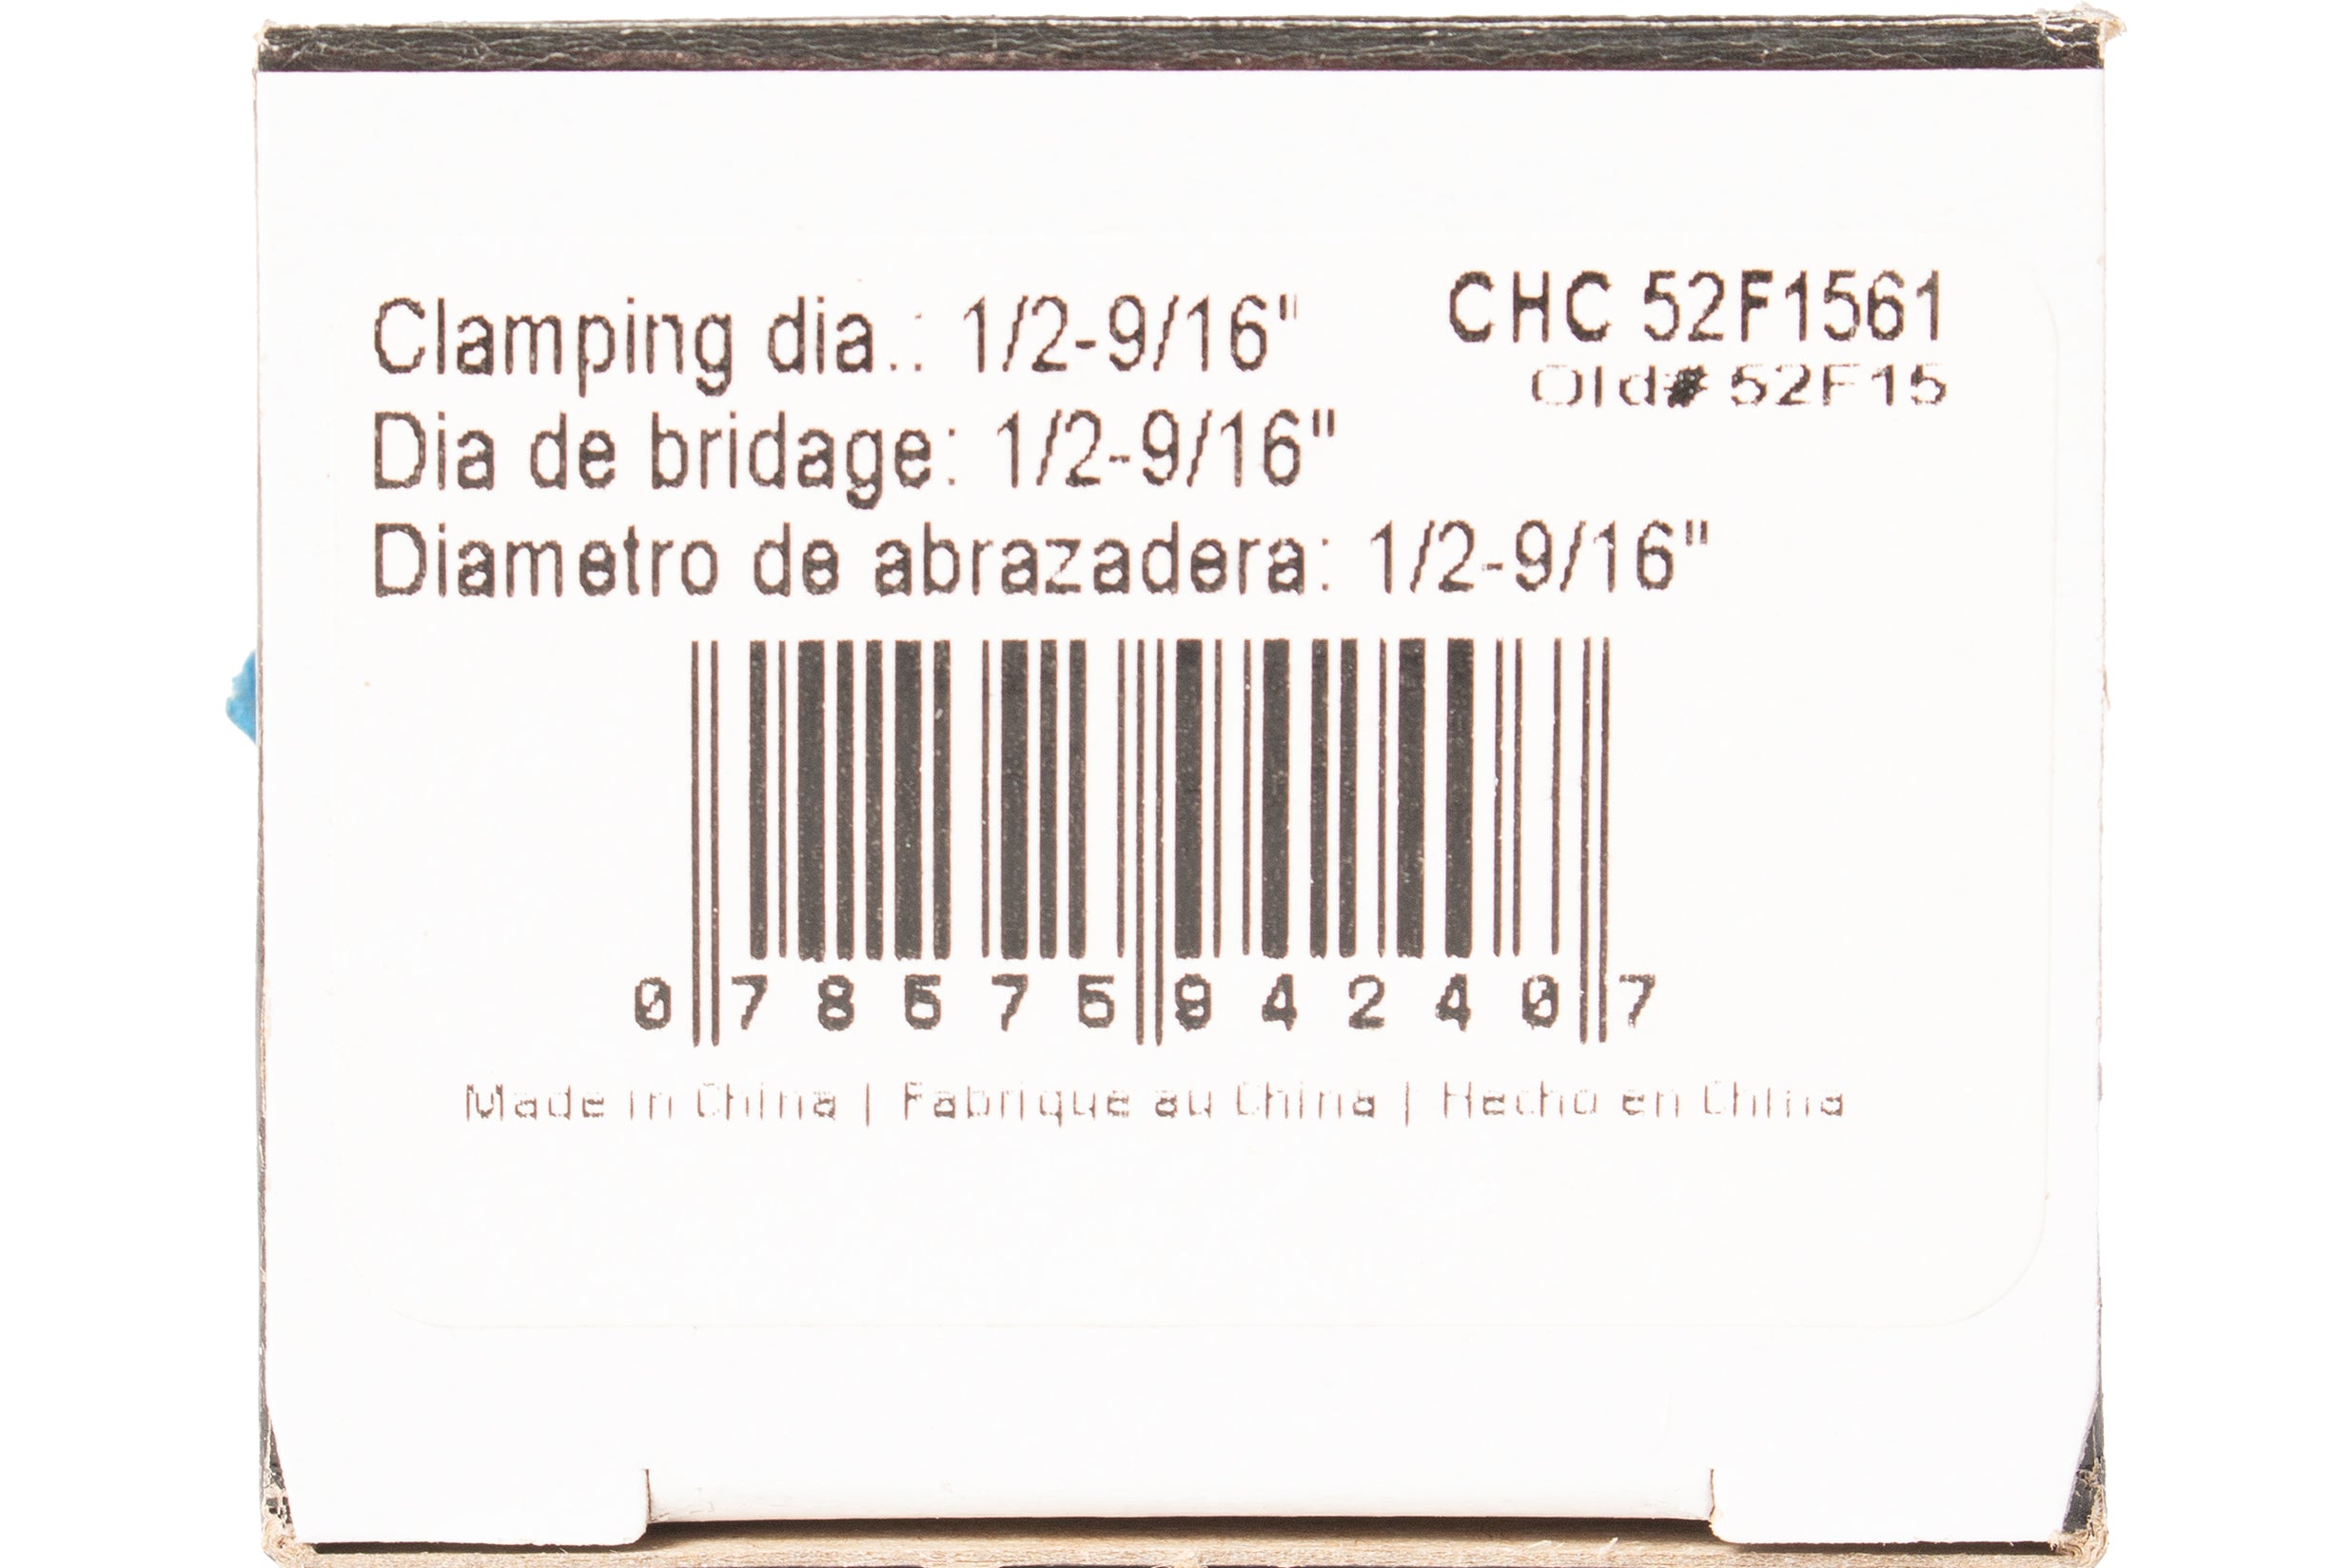 Clamping dia.: 1/2-9/16"
CHC 52F1561
Old# 52F15
Dia de bridage: 1/2-9/16"
Diametro de abrazadera: 1/2-9/16"
0 78575 94240 7
Made in China | Fabrique au China | Hecho en China